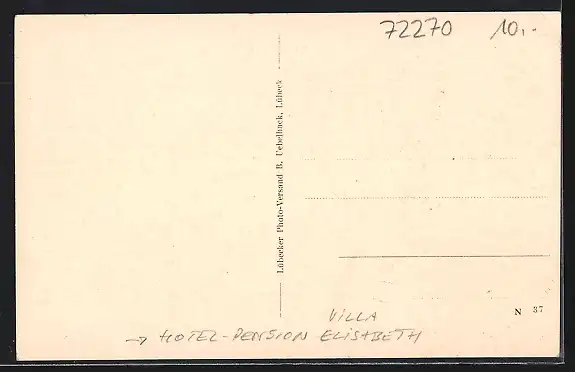 72270 10,-
Lübecker Photo-Versand B. Uebelhack, Lübeck
N 37
VILLA
→ HOTEL-PENSION ELISABETH